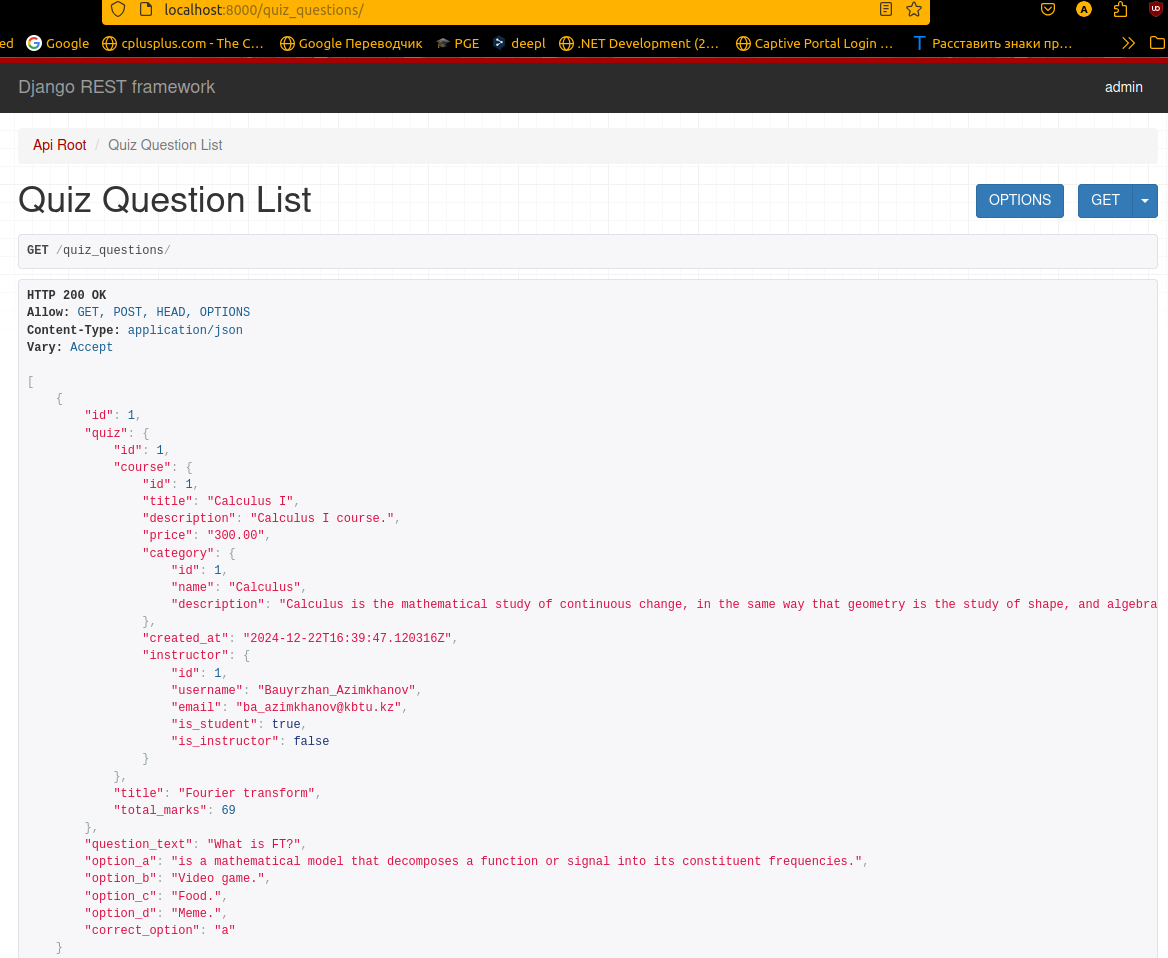 localhost:8000/quiz_questions/
ed Google cplusplus.com - The C… Google Переводчик PGE deepl .NET Development (2… Captive Portal Login … Расставить знаки пр…
Django REST framework admin
Api Root / Quiz Question List
Quiz Question List OPTIONS GET
GET /quiz_questions/
HTTP 200 OK
Allow: GET, POST, HEAD, OPTIONS
Content-Type: application/json
Vary: Accept
[
    {
        "id": 1,
        "quiz": {
            "id": 1,
            "course": {
                "id": 1,
                "title": "Calculus I",
                "description": "Calculus I course.",
                "price": "300.00",
                "category": {
                    "id": 1,
                    "name": "Calculus",
                    "description": "Calculus is the mathematical study of continuous change, in the same way that geometry is the study of shape, and algebra
                },
                "created_at": "2024-12-22T16:39:47.120316Z",
                "instructor": {
                    "id": 1,
                    "username": "Bauyrzhan_Azimkhanov",
                    "email": "ba_azimkhanov@kbtu.kz",
                    "is_student": true,
                    "is_instructor": false
                }
            },
            "title": "Fourier transform",
            "total_marks": 69
        },
        "question_text": "What is FT?",
        "option_a": "is a mathematical model that decomposes a function or signal into its constituent frequencies.",
        "option_b": "Video game.",
        "option_c": "Food.",
        "option_d": "Meme.",
        "correct_option": "a"
    }